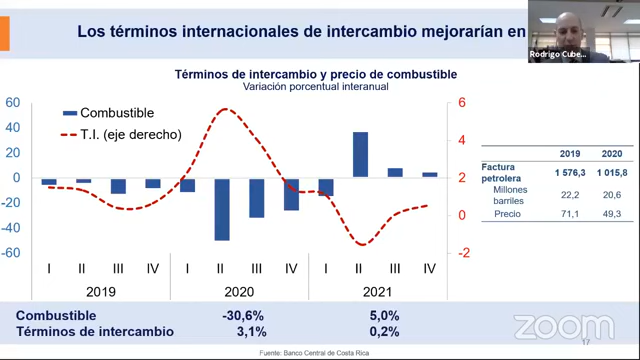 Los términos internacionales de intercambio mejorarían en
Rodrigo Cube...
Términos de intercambio y precio de combustible
Variación porcentual interanual
60
40
20
0
-20
-40
-60
Combustible
T.I. (eje derecho)
6
4
2
0
-2
I II III IV I II III IV I II III IV
2019 2020 2021
2019 2020
Factura petrolera 1 576,3 1 015,8
Millones barriles 22,2 20,6
Precio 71,1 49,3
Combustible -30,6% 5,0%
Términos de intercambio 3,1% 0,2%
zoom
17
Fuente: Banco Central de Costa Rica